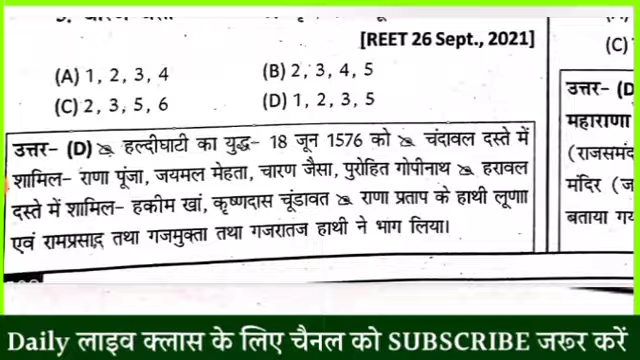 [REET 26 Sept., 2021]
(A) 1, 2, 3, 4
(B) 2, 3, 4, 5
(C) 2, 3, 5, 6
(D) 1, 2, 3, 5
उत्तर- (D) हल्दीघाटी का युद्ध- 18 जून 1576 को चंदावल दस्ते में
शामिल- राणा पूंजा, जयमल मेहता, चारण जैसा, पुरोहित गोपीनाथ हरावल
दस्ते में शामिल- हकीम खां, कृष्णदास चूंडावत राणा प्रताप के हाथी लूणाा
एवं रामप्रसाद तथा गजमुक्ता तथा गजरातज हाथी ने भाग लिया।
(C)
उत्तर- (D
महाराणा
(राजसमंद
मंदिर (ज
बताया गय
Daily लाइव क्लास के लिए चैनल को SUBSCRIBE जरूर करें